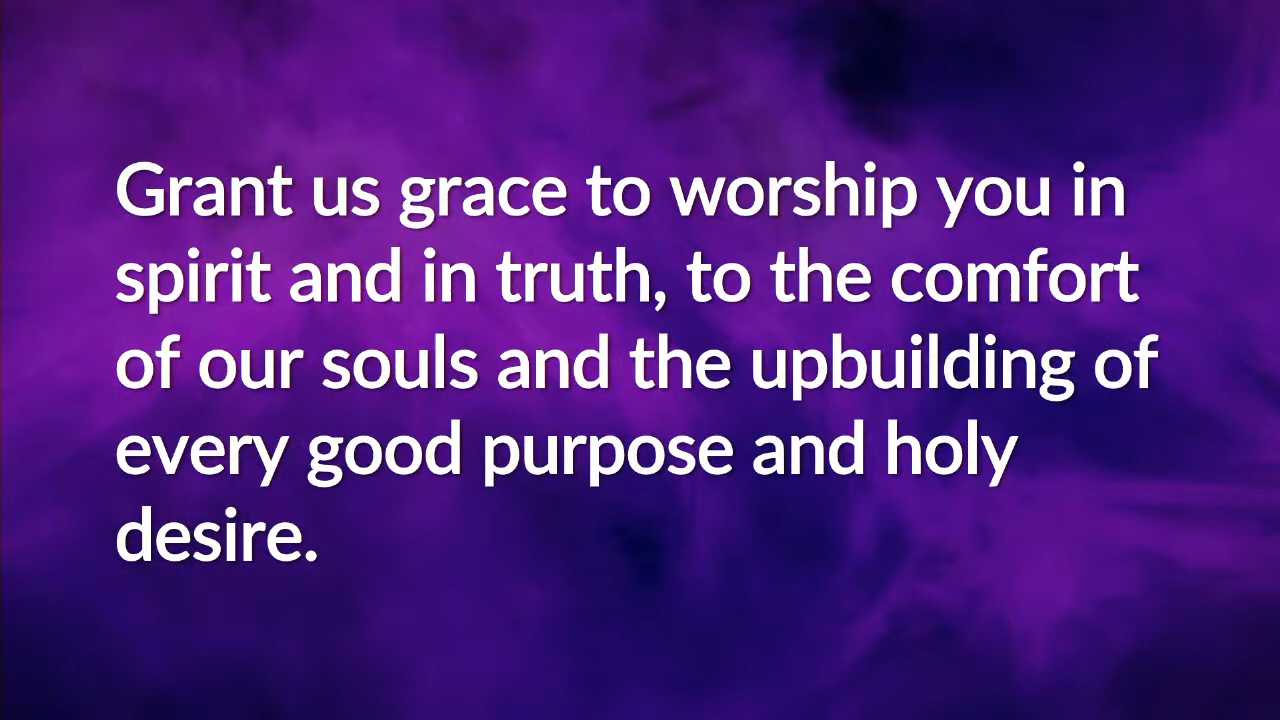 Grant us grace to worship you in
spirit and in truth, to the comfort
of our souls and the upbuilding of
every good purpose and holy
desire.